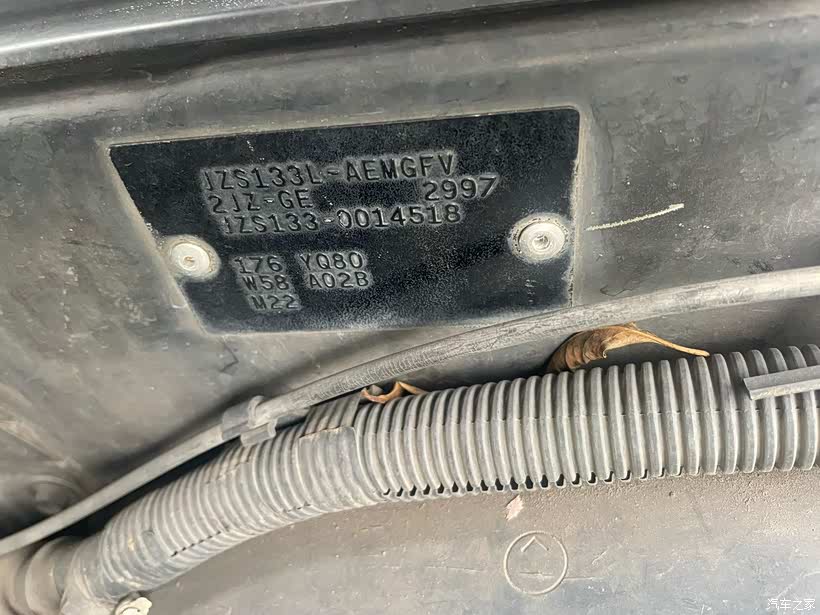 JZS133L-AEMGFV
2JZ-GE 2997
JZS133-0014518
176 YQ80
W58 A02B
M22
汽车之家